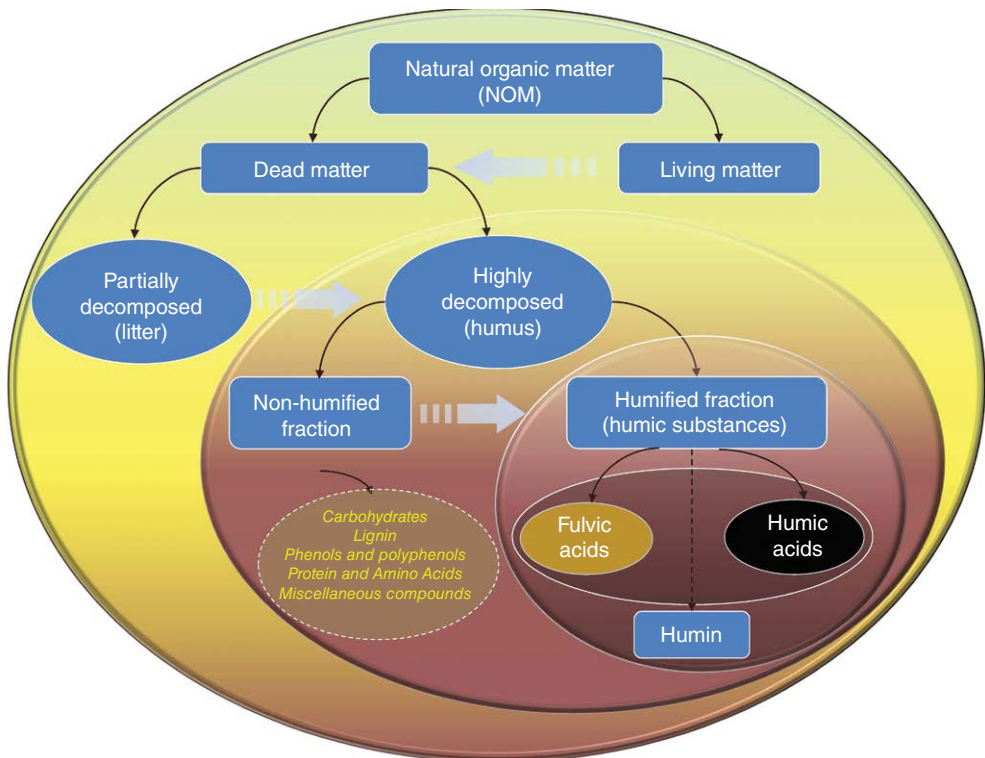 Natural organic matter
(NOM)
Dead matter
Living matter
Partially
decomposed
(litter)
Highly
decomposed
(humus)
Non-humified
fraction
Humified fraction
(humic substances)
Carbohydrates
Lignin
Phenols and polyphenols
Protein and Amino Acids
Miscellaneous compounds
Fulvic
acids
Humic
acids
Humin